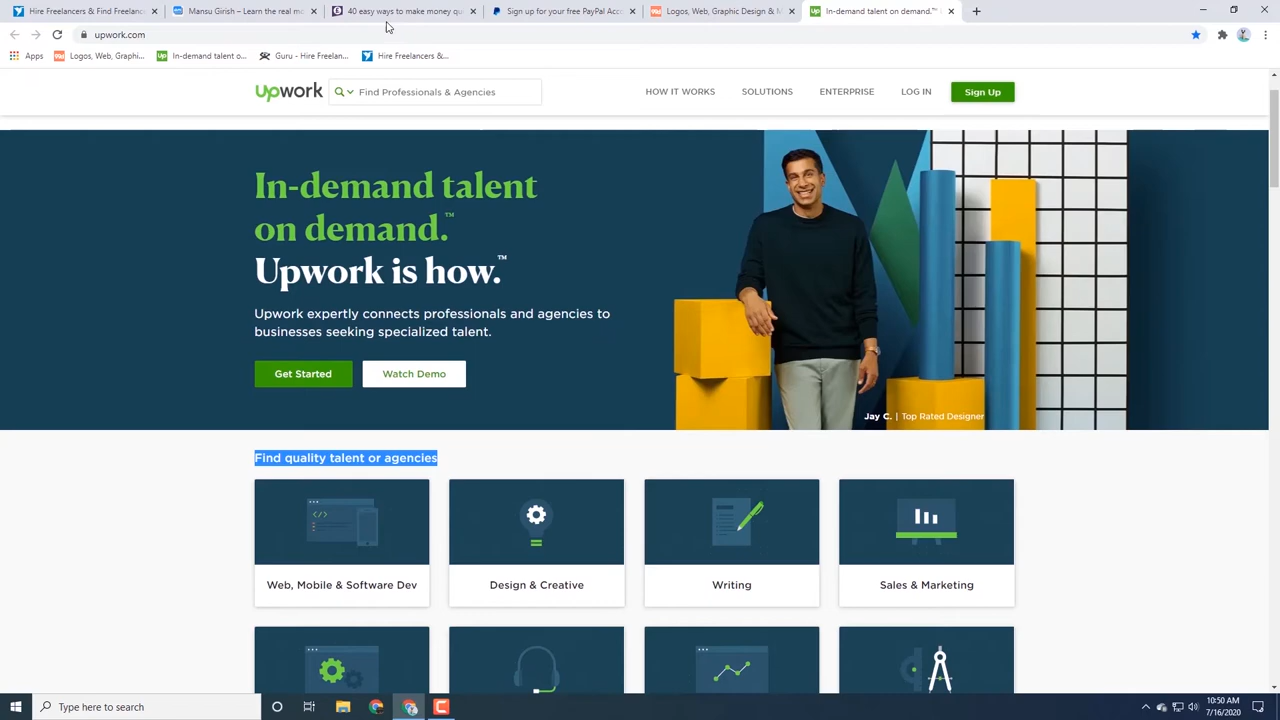 Hire Freelancers & Find Freelanc
Mansu Girish – Learn the real m
40 easy ways to make money qu
Sign up for your free PayPal Acco
Logos, Web, Graphic Design & M
In-demand talent on demand.™
upwork.com
Apps
Logos, Web, Graphi...
In-demand talent o...
Guru - Hire Freelan...
Hire Freelancers &...
upwork
Find Professionals & Agencies
HOW IT WORKS
SOLUTIONS
ENTERPRISE
LOG IN
Sign Up
In-demand talent
on demand.™
Upwork is how.™
Upwork expertly connects professionals and agencies to
businesses seeking specialized talent.
Get Started
Watch Demo
Jay C. | Top Rated Designer
Find quality talent or agencies
Web, Mobile & Software Dev
Design & Creative
Writing
Sales & Marketing
Type here to search
10:50 AM
7/16/2020